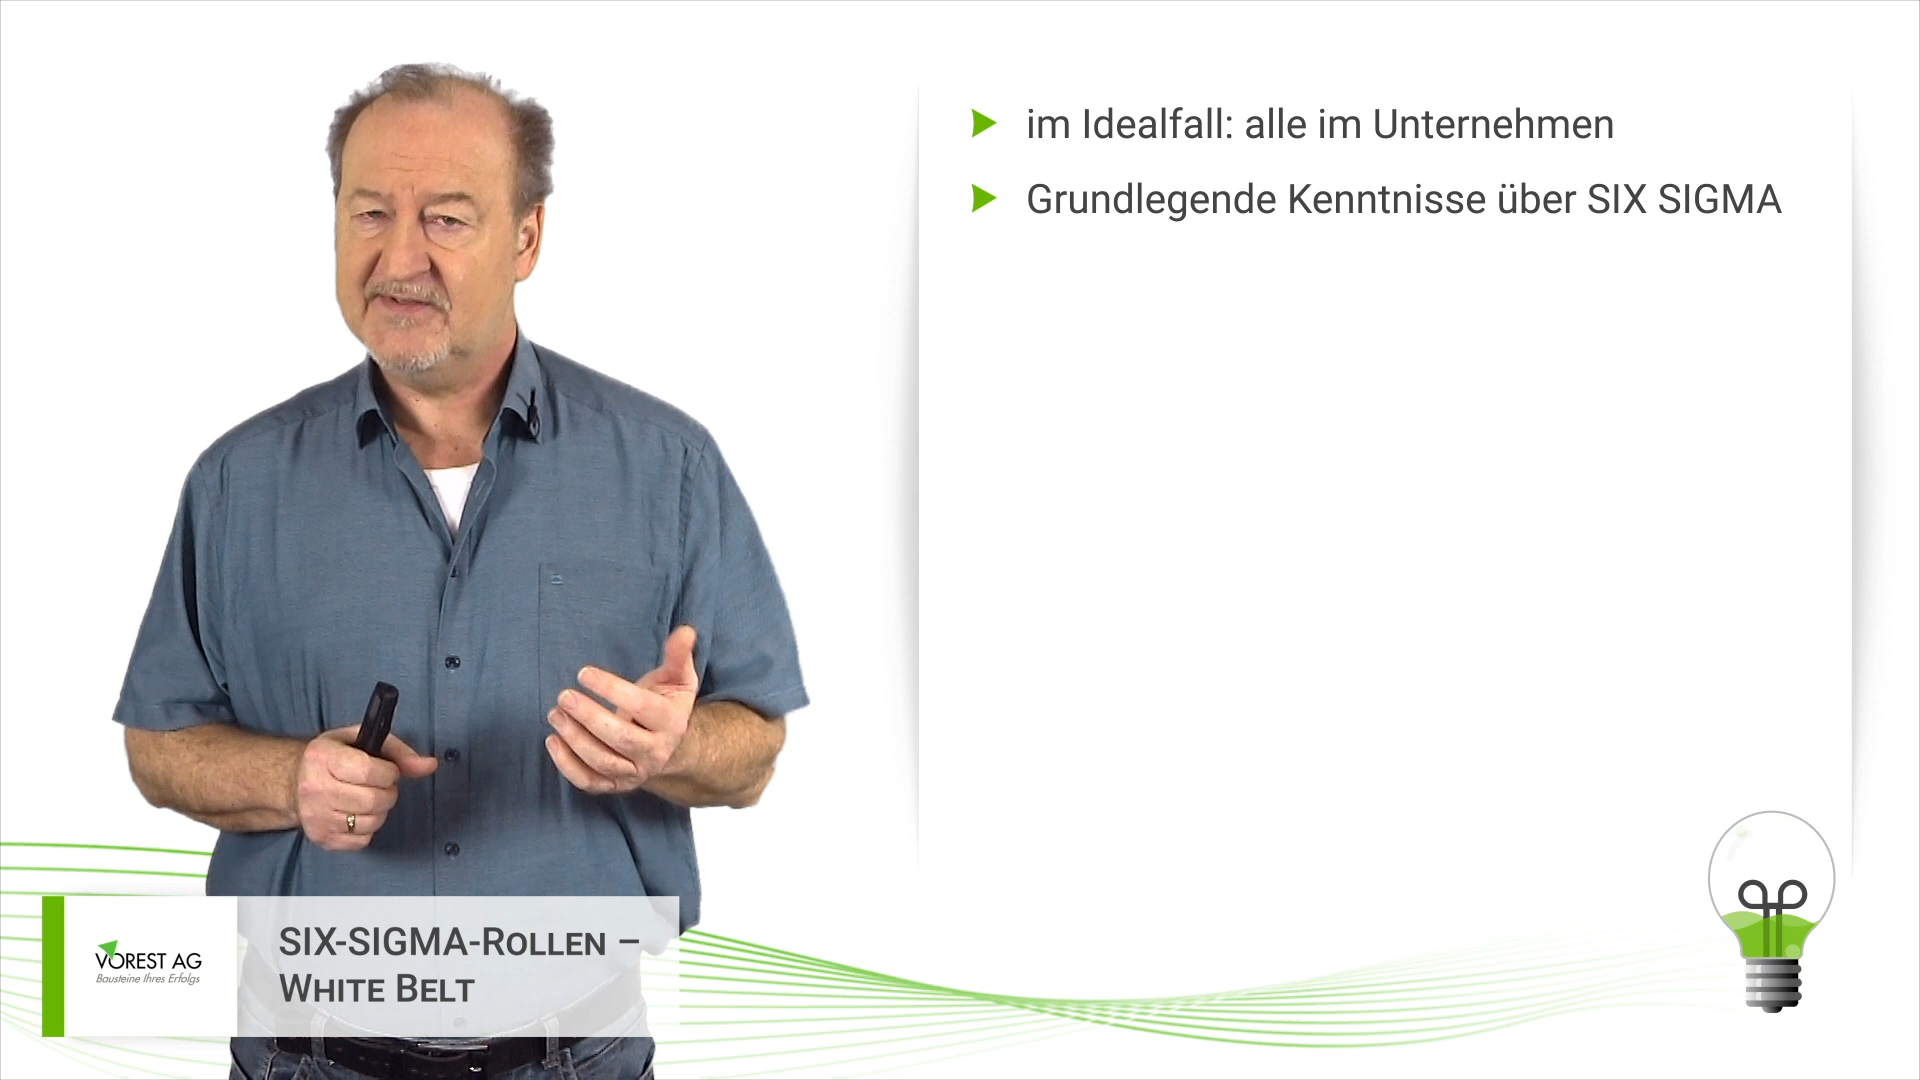 im Idealfall: alle im Unternehmen
Grundlegende Kenntnisse über SIX SIGMA
VOREST AG
Bausteine Ihres Erfolgs
SIX-SIGMA-ROLLEN –
WHITE BELT